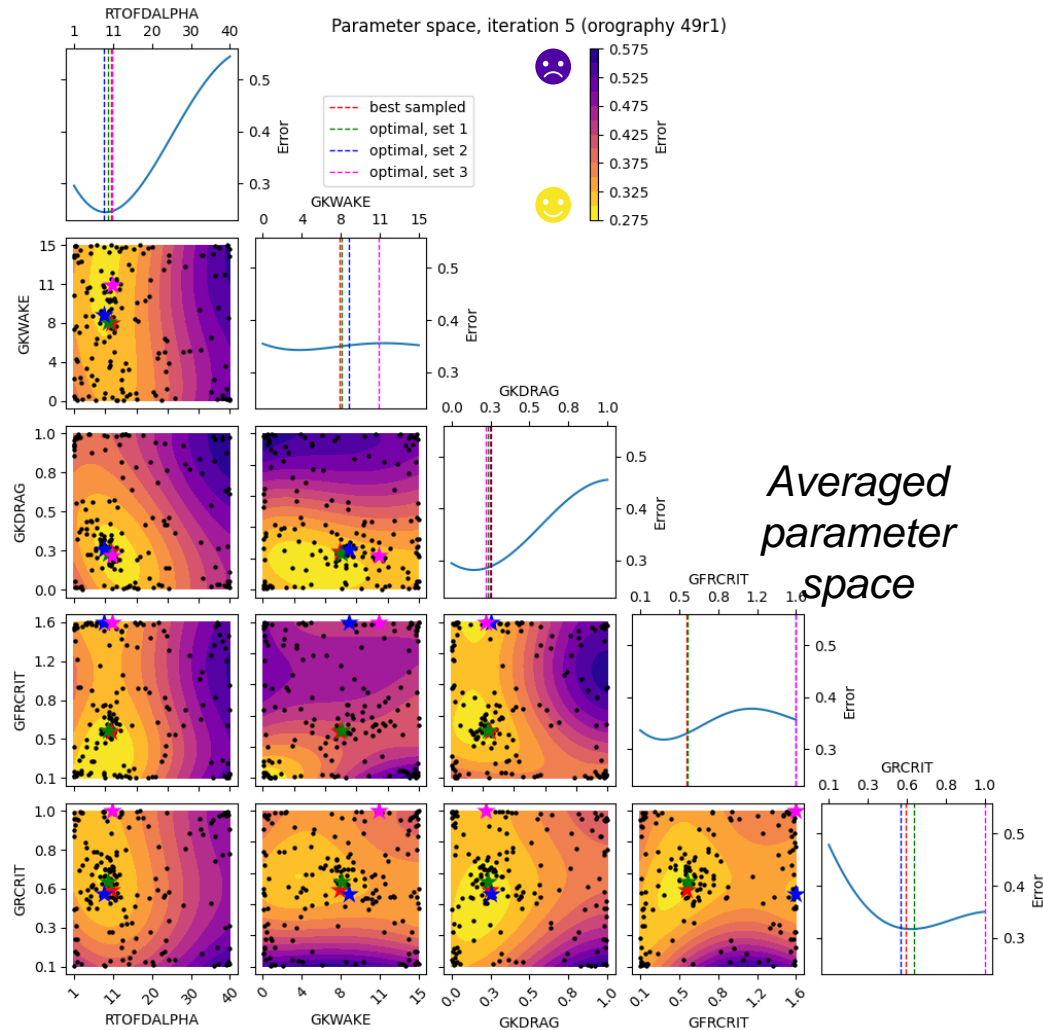 RTOFDALPHA
1 11 20 30 40
Parameter space, iteration 5 (orography 49r1)
0.5
0.4
0.3
Error
best sampled
optimal, set 1
optimal, set 2
optimal, set 3
0.575
0.525
0.475
0.425
0.375
0.325
0.275
Error
GKWAKE
0 4 8 11 15
GKWAKE
15
11
8
4
0
0.5
0.4
0.3
Error
GKDRAG
0.0 0.3 0.5 0.8 1.0
GKDRAG
1.0
0.8
0.5
0.3
0.0
0.5
0.4
0.3
Error
Averaged
parameter
space
GFRCRIT
0.1 0.5 0.8 1.2 1.6
GFRCRIT
1.6
1.2
0.8
0.5
0.1
0.5
0.4
0.3
Error
GRCRIT
0.1 0.3 0.6 0.8 1.0
GRCRIT
1.0
0.8
0.6
0.3
0.1
0.5
0.4
0.3
Error
1 11 20 30 40
0 4 8 11 15
0.0 0.3 0.5 0.8 1.0
0.1 0.5 0.8 1.2 1.6
RTOFDALPHA
GKWAKE
GKDRAG
GFRCRIT